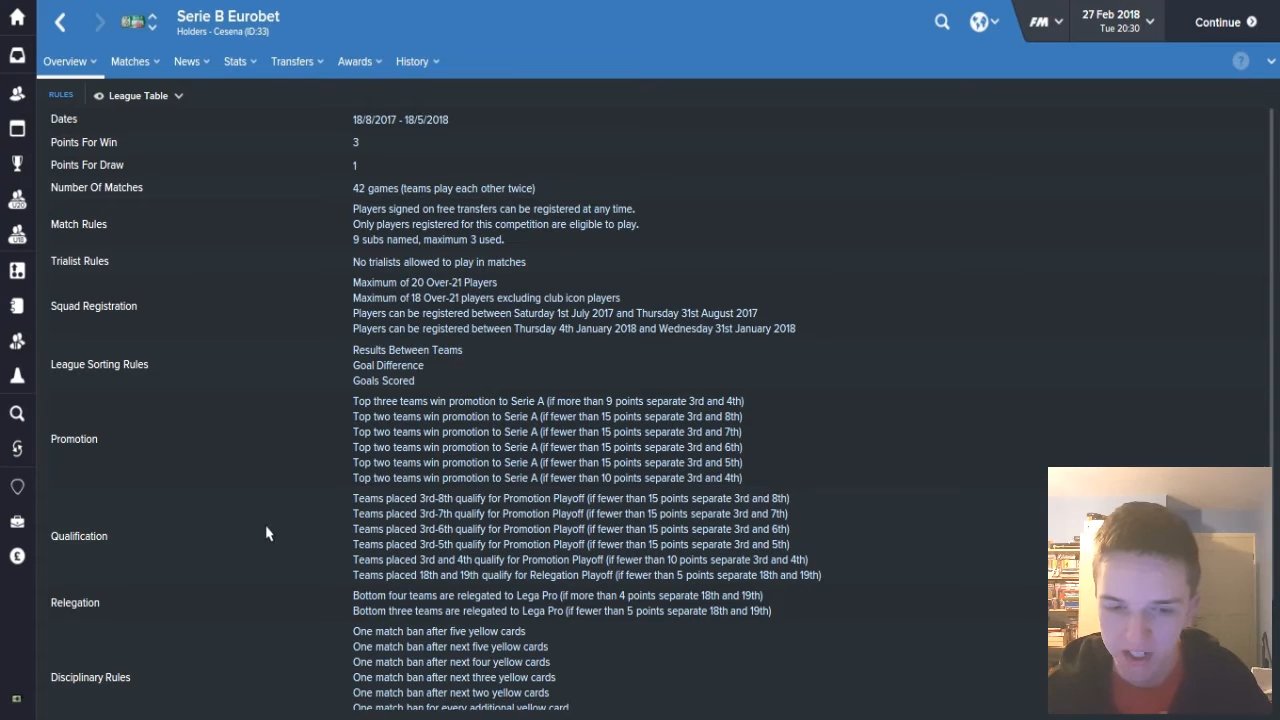 Serie B Eurobet
Holders - Cesena (ID:33)
FM
27 Feb 2018
Tue 20:30
Continue
Overview
Matches
News
Stats
Transfers
Awards
History
?
RULES
League Table
Dates
18/8/2017 - 18/5/2018
Points For Win
3
Points For Draw
1
Number Of Matches
42 games (teams play each other twice)
Match Rules
Players signed on free transfers can be registered at any time.
Only players registered for this competition are eligible to play.
9 subs named, maximum 3 used.
Trialist Rules
No trialists allowed to play in matches
Squad Registration
Maximum of 20 Over-21 Players
Maximum of 18 Over-21 players excluding club icon players
Players can be registered between Saturday 1st July 2017 and Thursday 31st August 2017
Players can be registered between Thursday 4th January 2018 and Wednesday 31st January 2018
League Sorting Rules
Results Between Teams
Goal Difference
Goals Scored
Promotion
Top three teams win promotion to Serie A (if more than 9 points separate 3rd and 4th)
Top two teams win promotion to Serie A (if fewer than 15 points separate 3rd and 8th)
Top two teams win promotion to Serie A (if fewer than 15 points separate 3rd and 7th)
Top two teams win promotion to Serie A (if fewer than 15 points separate 3rd and 6th)
Top two teams win promotion to Serie A (if fewer than 15 points separate 3rd and 5th)
Top two teams win promotion to Serie A (if fewer than 10 points separate 3rd and 4th)
Qualification
Teams placed 3rd-8th qualify for Promotion Playoff (if fewer than 15 points separate 3rd and 8th)
Teams placed 3rd-7th qualify for Promotion Playoff (if fewer than 15 points separate 3rd and 7th)
Teams placed 3rd-6th qualify for Promotion Playoff (if fewer than 15 points separate 3rd and 6th)
Teams placed 3rd-5th qualify for Promotion Playoff (if fewer than 15 points separate 3rd and 5th)
Teams placed 3rd and 4th qualify for Promotion Playoff (if fewer than 10 points separate 3rd and 4th)
Teams placed 18th and 19th qualify for Relegation Playoff (if fewer than 5 points separate 18th and 19th)
Relegation
Bottom four teams are relegated to Lega Pro (if more than 4 points separate 18th and 19th)
Bottom three teams are relegated to Lega Pro (if fewer than 5 points separate 18th and 19th)
Disciplinary Rules
One match ban after five yellow cards
One match ban after next five yellow cards
One match ban after next four yellow cards
One match ban after next three yellow cards
One match ban after next two yellow cards
One match ban for every additional yellow card